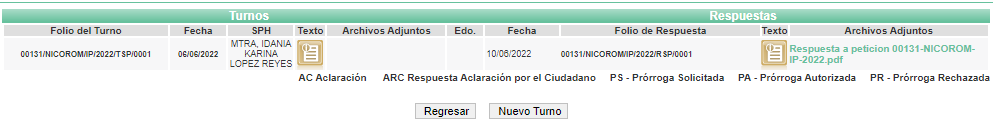 Turnos Respuestas
Folio del Turno Fecha SPH Texto Archivos Adjuntos Edo. Fecha Folio de Respuesta Texto Archivos Adjuntos
00131/NICOROM/IP/2022/TSP/0001 06/06/2022 MTRA, IDANIA
KARINA
LOPEZ REYES
10/06/2022 00131/NICOROM/IP/2022/RSP/0001 Respuesta a peticion 00131-NICOROM-
IP-2022.pdf
AC Aclaración ARC Respuesta Aclaración por el Ciudadano PS - Prórroga Solicitada PA - Prórroga Autorizada PR - Prórroga Rechazada
Regresar Nuevo Turno